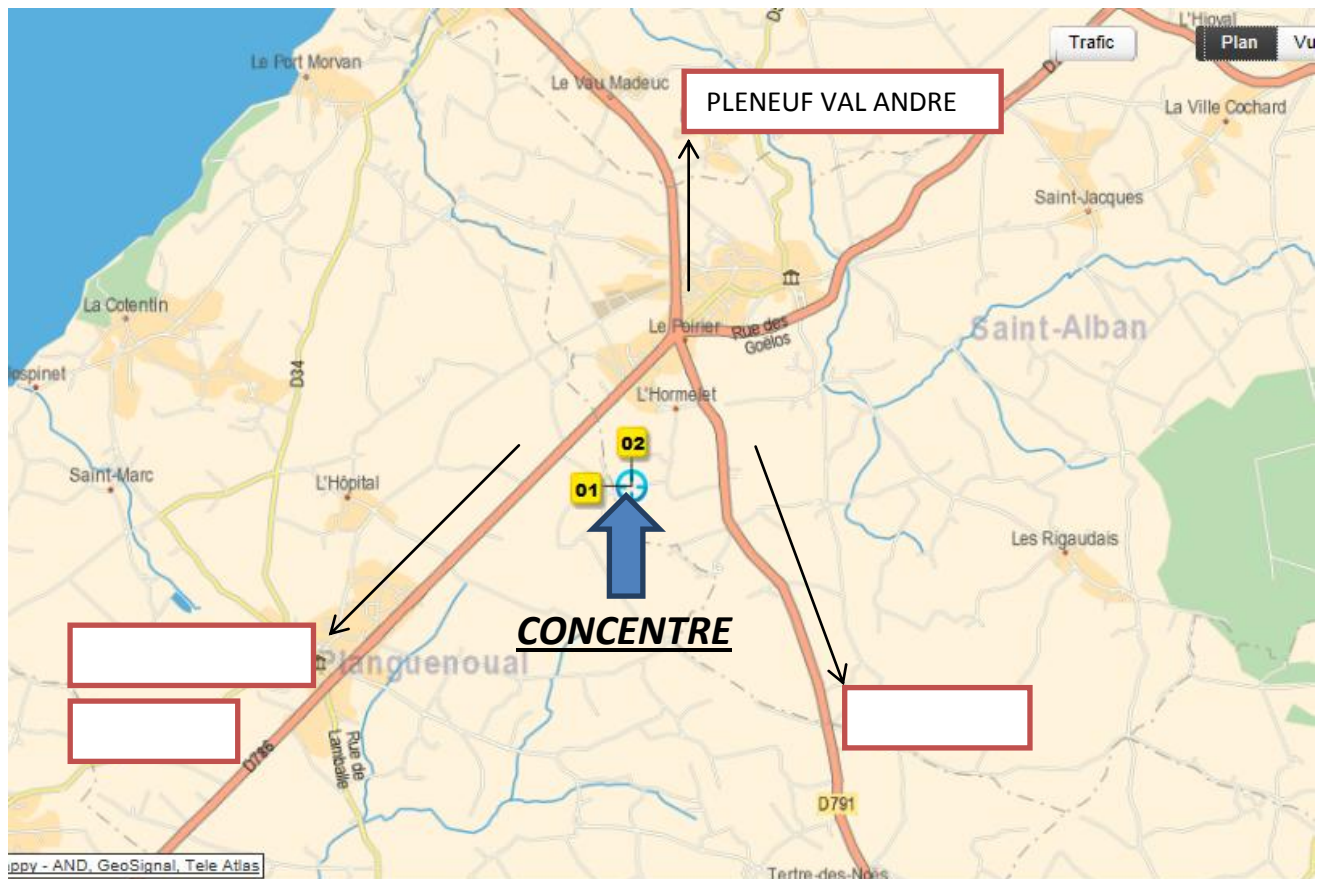 L'Hioval
Trafic
Plan
Vu
Le Port Morvan
Le Vau Madeuc
PLENEUF VAL ANDRE
La Ville Cochard
Saint-Jacques
La Cotentin
Le Poirier
Rue des
Goëlos
Saint-Alban
D34
L'Hormelet
02
01
Saint-Marc
L'Hôpital
Les Rigaudais
CONCENTRE
Planguenoual
Rue de
Lamballe
D786
D791
Tertre-des-Noës
appy - AND, GeoSignal, Tele Atlas